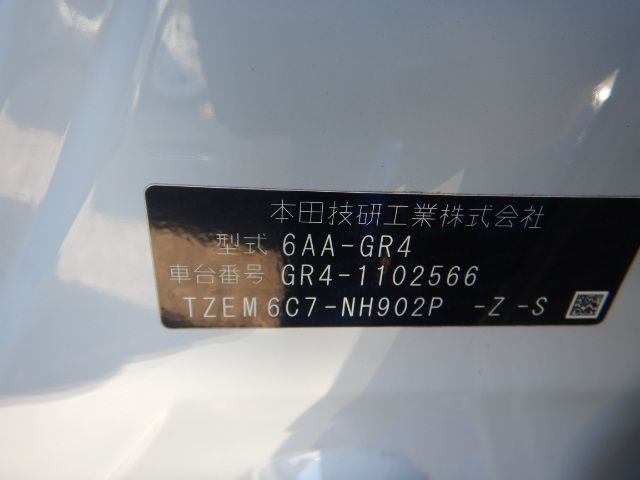 本田技研工業株式会社
型式 6AA-GR4
車台番号 GR4-1102566
TZEM6C7-NH902P -Z-S